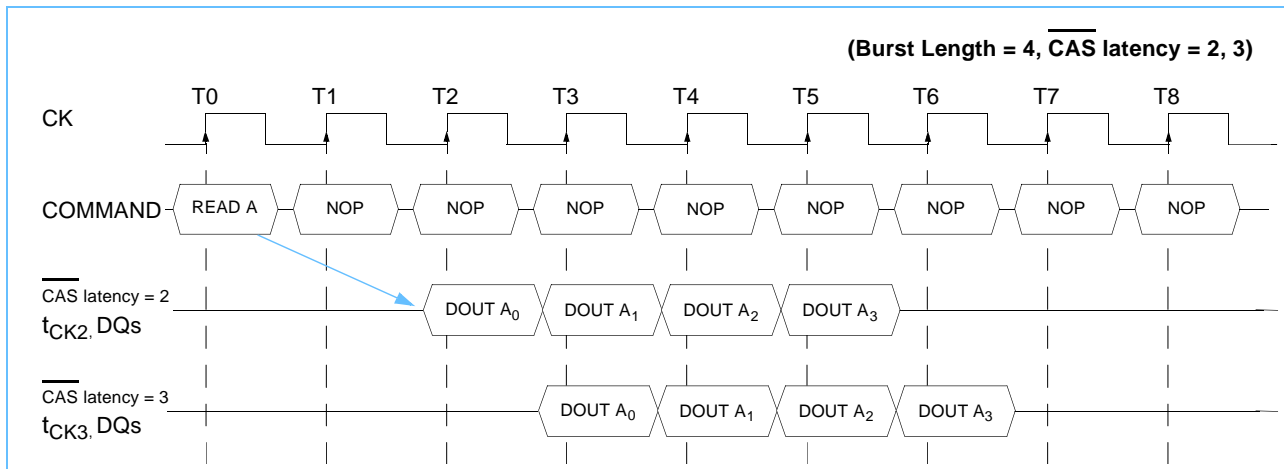 (Burst Length = 4, CAS latency = 2, 3)
T0 T1 T2 T3 T4 T5 T6 T7 T8
CK
COMMAND READ A NOP NOP NOP NOP NOP NOP NOP NOP
CAS latency = 2
tCK2, DQs DOUT A0 DOUT A1 DOUT A2 DOUT A3
CAS latency = 3
tCK3, DQs DOUT A0 DOUT A1 DOUT A2 DOUT A3